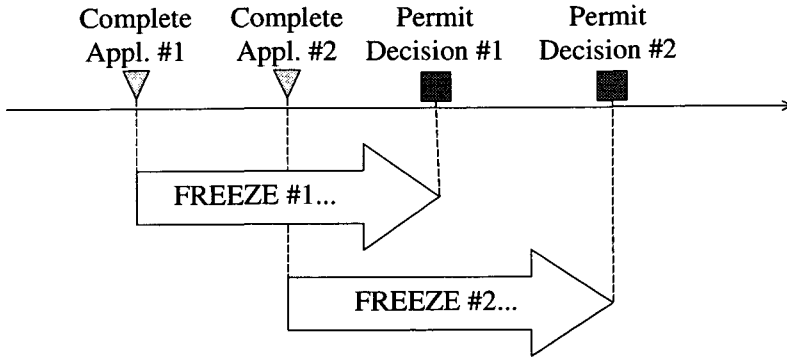 Complete
Appl. #1
Complete
Appl. #2
Permit
Decision #1
Permit
Decision #2
FREEZE #1...
FREEZE #2...